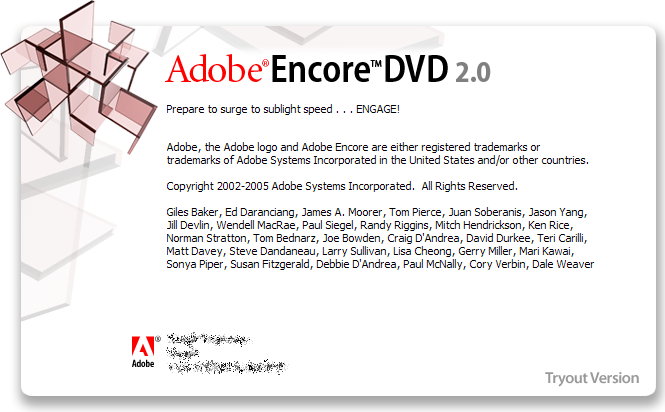 Adobe® Encore™ DVD 2.0
Prepare to surge to sublight speed . . . ENGAGE!
Adobe, the Adobe logo and Adobe Encore are either registered trademarks or
trademarks of Adobe Systems Incorporated in the United States and/or other countries.
Copyright 2002-2005 Adobe Systems Incorporated.  All Rights Reserved.
Giles Baker, Ed Daranciang, James A. Moorer, Tom Pierce, Juan Soberanis, Jason Yang,
Jill Devlin, Wendell MacRae, Paul Siegel, Randy Riggins, Mitch Hendrickson, Ken Rice,
Norman Stratton, Tom Bednarz, Joe Bowden, Craig D'Andrea, David Durkee, Teri Carilli,
Matt Davey, Steve Dandaneau, Larry Sullivan, Lisa Cheong, Gerry Miller, Mari Kawai,
Sonya Piper, Susan Fitzgerald, Debbie D'Andrea, Paul McNally, Cory Verbin, Dale Weaver
®
Adobe
Tryout Version